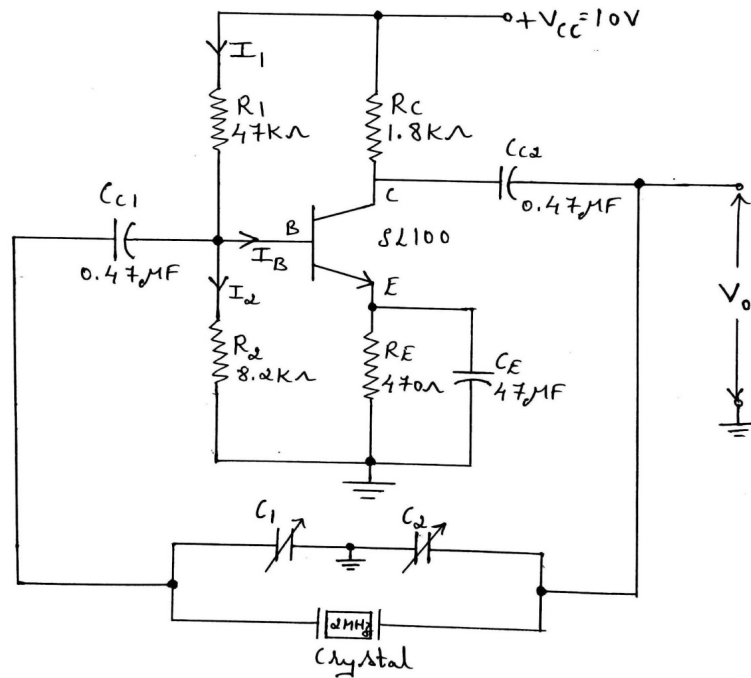 +VCC=10V
I1
R1
47KΩ
RC
1.8KΩ
CC2
0.47µF
C
CC1
0.47µF
B
IB
SL100
E
I2
R2
8.2KΩ
RE
470Ω
CE
47µF
Vo
C1
C2
2MHz
Crystal